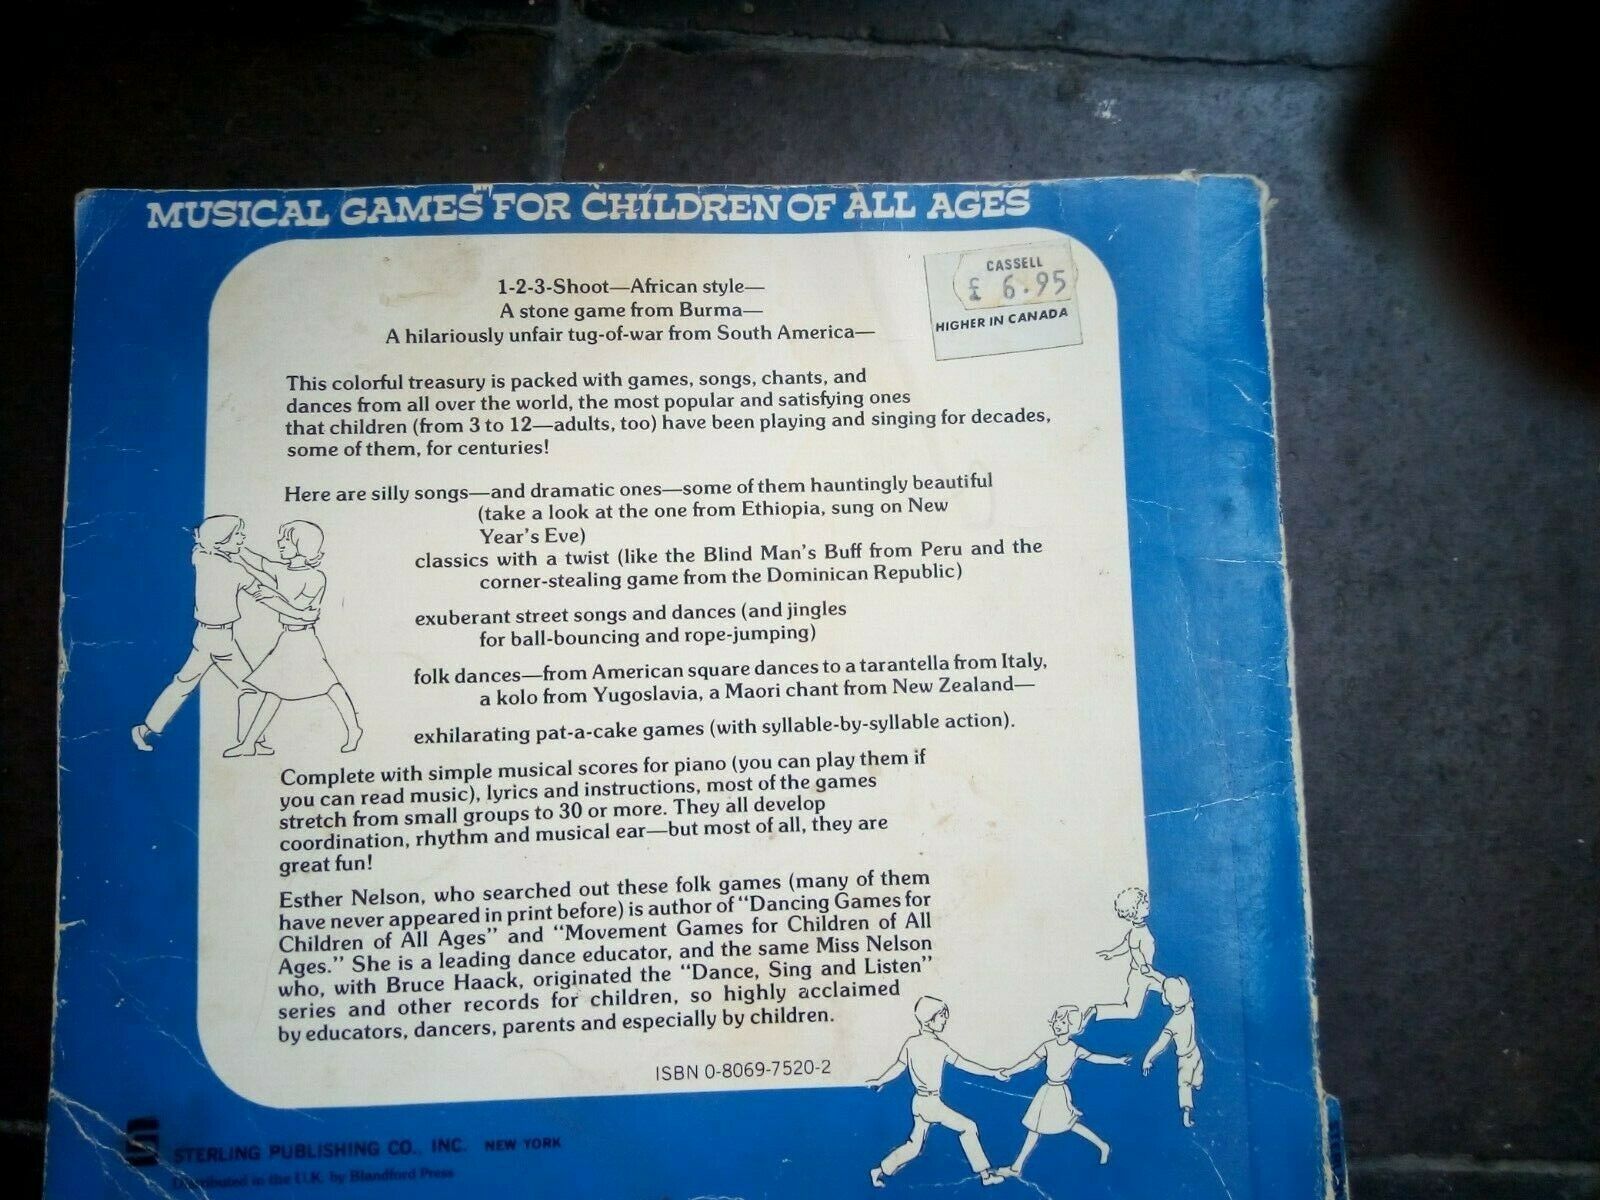 MUSICAL GAMES FOR CHILDREN OF ALL AGES
CASSELL
£ 6.95
HIGHER IN CANADA
1-2-3-Shoot—African style—
A stone game from Burma—
A hilariously unfair tug-of-war from South America—
This colorful treasury is packed with games, songs, chants, and
dances from all over the world, the most popular and satisfying ones
that children (from 3 to 12—adults, too) have been playing and singing for decades,
some of them, for centuries!
Here are silly songs—and dramatic ones—some of them hauntingly beautiful
(take a look at the one from Ethiopia, sung on New
Year's Eve)
classics with a twist (like the Blind Man's Buff from Peru and the
corner-stealing game from the Dominican Republic)
exuberant street songs and dances (and jingles
for ball-bouncing and rope-jumping)
folk dances—from American square dances to a tarantella from Italy,
a kolo from Yugoslavia, a Maori chant from New Zealand—
exhilarating pat-a-cake games (with syllable-by-syllable action).
Complete with simple musical scores for piano (you can play them if
you can read music), lyrics and instructions, most of the games
stretch from small groups to 30 or more. They all develop
coordination, rhythm and musical ear—but most of all, they are
great fun!
Esther Nelson, who searched out these folk games (many of them
have never appeared in print before) is author of "Dancing Games for
Children of All Ages" and "Movement Games for Children of All
Ages." She is a leading dance educator, and the same Miss Nelson
who, with Bruce Haack, originated the "Dance, Sing and Listen"
series and other records for children, so highly acclaimed
by educators, dancers, parents and especially by children.
ISBN 0-8069-7520-2
STERLING PUBLISHING CO., INC. NEW YORK
Distributed in the U.K. by Blandford Press